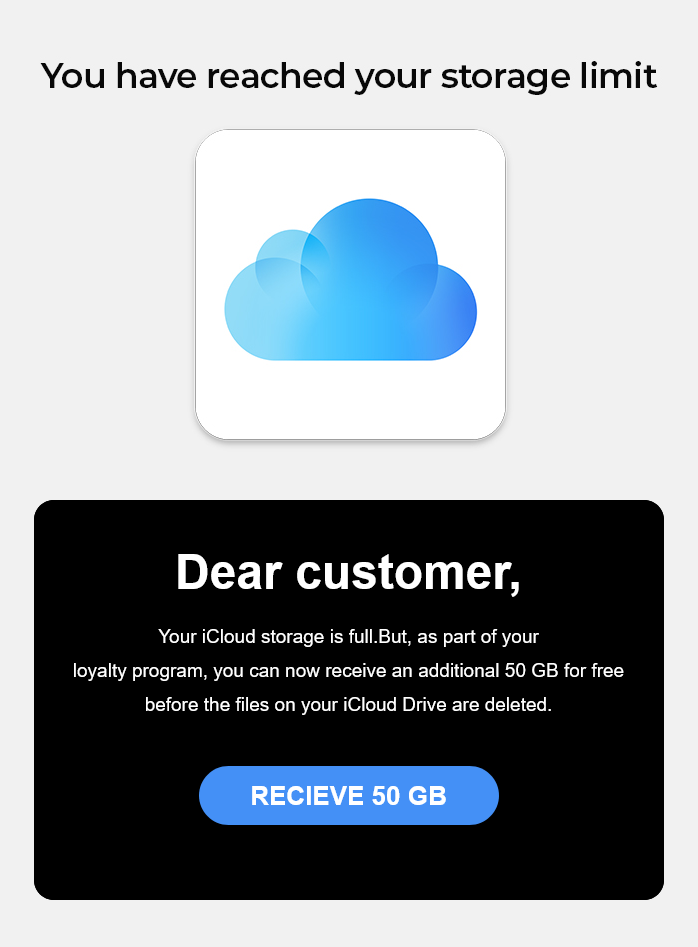 You have reached your storage limit
Dear customer,
Your iCloud storage is full.But, as part of your
loyalty program, you can now receive an additional 50 GB for free
before the files on your iCloud Drive are deleted.
RECIEVE 50 GB